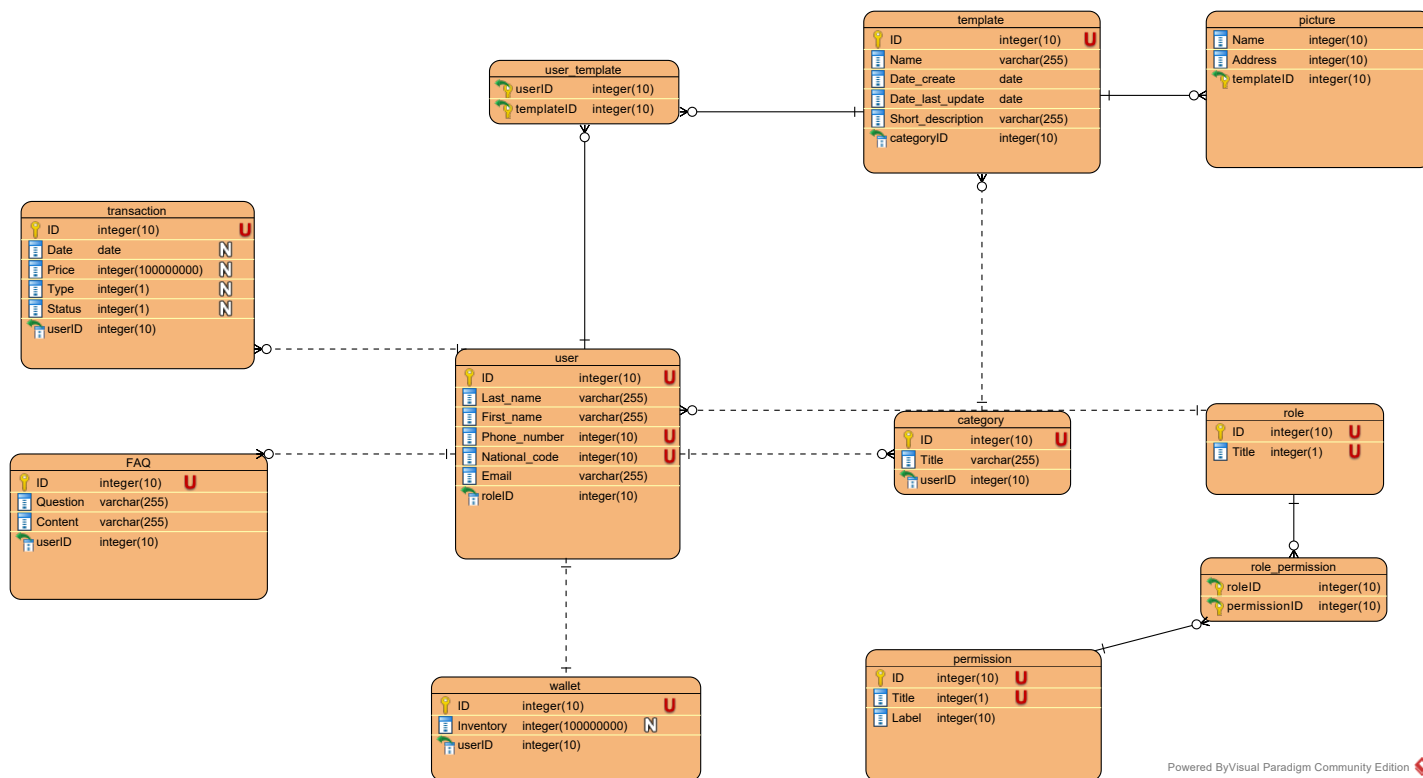 template
ID integer(10) U
Name varchar(255)
Date_create date
Date_last_update date
Short_description varchar(255)
categoryID integer(10)
picture
Name integer(10)
Address integer(10)
templateID integer(10)
user_template
userID integer(10)
templateID integer(10)
transaction
ID integer(10) U
Date date N
Price integer(100000000) N
Type integer(1) N
Status integer(1) N
userID integer(10)
user
ID integer(10) U
Last_name varchar(255)
First_name varchar(255)
Phone_number integer(10) U
National_code integer(10) U
Email varchar(255)
roleID integer(10)
category
ID integer(10) U
Title varchar(255)
userID integer(10)
role
ID integer(10) U
Title integer(1) U
FAQ
ID integer(10) U
Question varchar(255)
Content varchar(255)
userID integer(10)
role_permission
roleID integer(10)
permissionID integer(10)
permission
ID integer(10) U
Title integer(1) U
Label integer(10)
wallet
ID integer(10) U
Inventory integer(100000000) N
userID integer(10)
Powered ByVisual Paradigm Community Edition